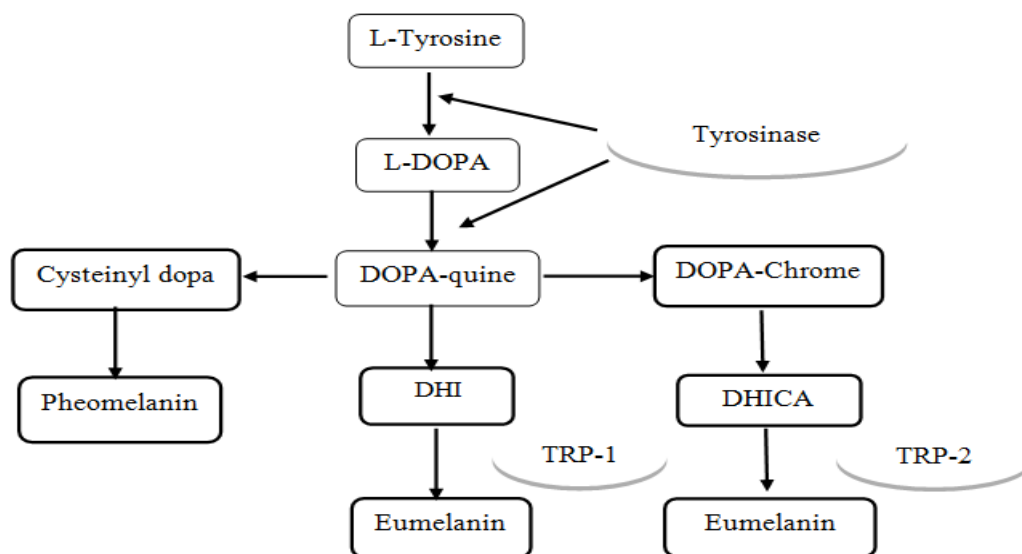 L-Tyrosine
Tyrosinase
L-DOPA
Cysteinyl dopa
DOPA-quine
DOPA-Chrome
Pheomelanin
DHI
DHICA
TRP-1
TRP-2
Eumelanin
Eumelanin